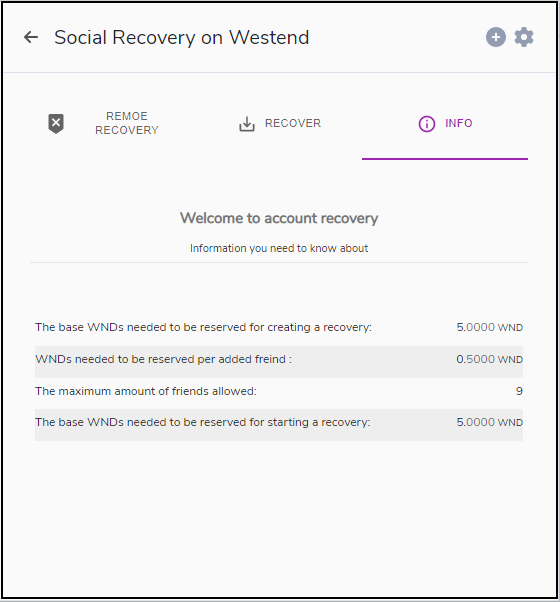 Social Recovery on Westend
REMOE
RECOVERY
RECOVER
INFO
Welcome to account recovery
Information you need to know about
The base WNDs needed to be reserved for creating a recovery: 5.0000 WND
WNDs needed to be reserved per added freind : 0.5000 WND
The maximum amount of friends allowed: 9
The base WNDs needed to be reserved for starting a recovery: 5.0000 WND